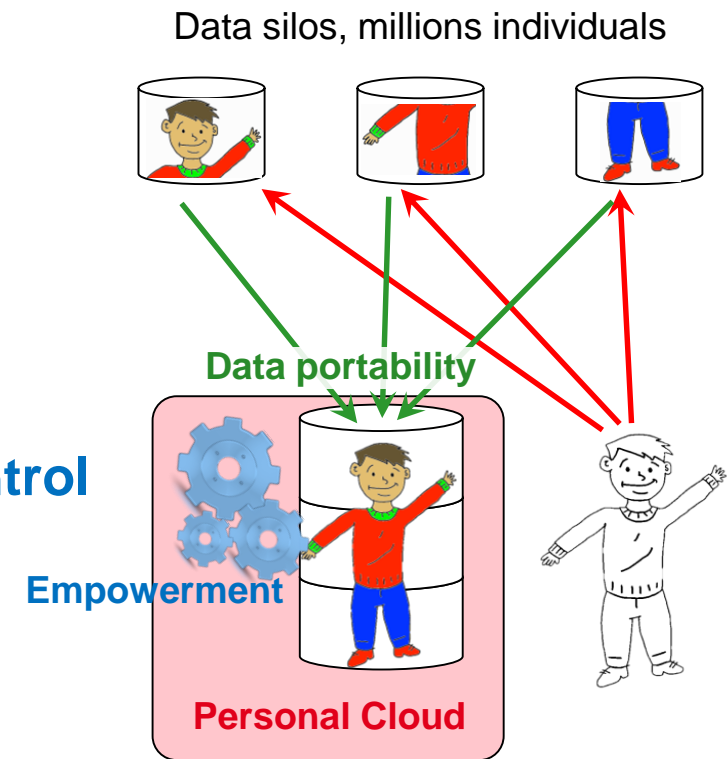 Data silos, millions individuals
Data portability
trol
Empowerment
Personal Cloud